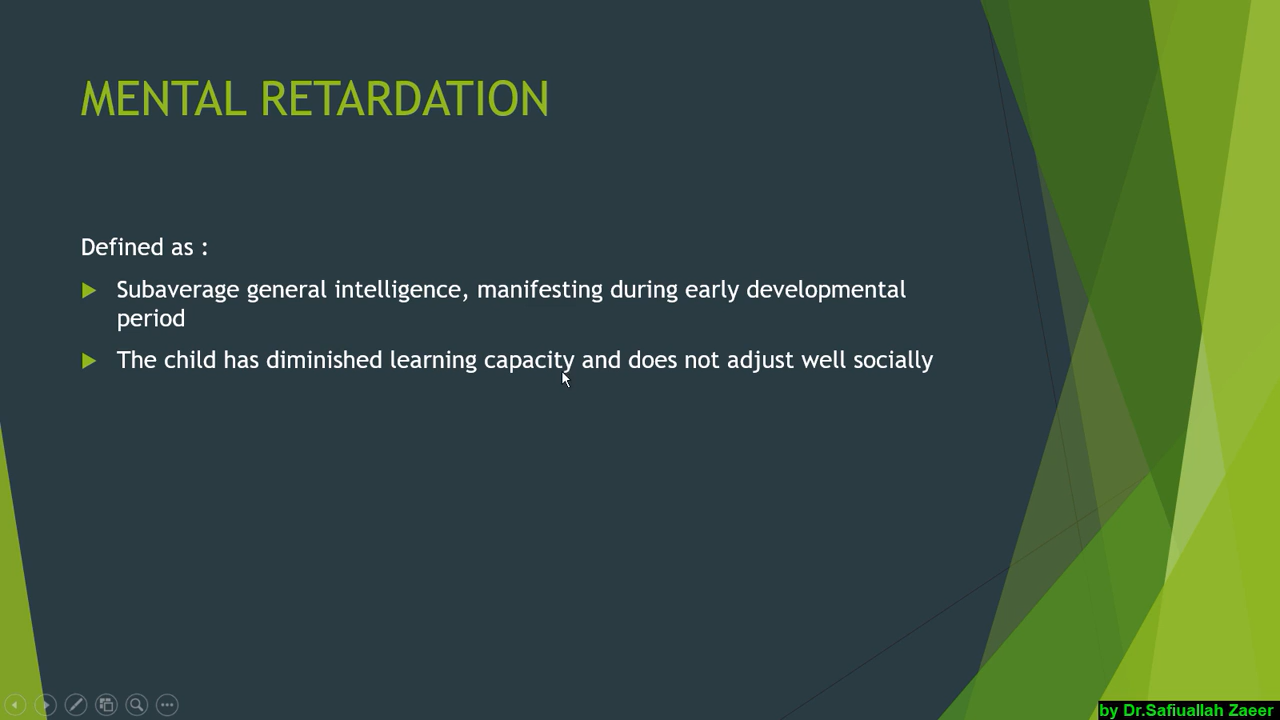 MENTAL RETARDATION
Defined as :
Subaverage general intelligence, manifesting during early developmental
period
The child has diminished learning capacity and does not adjust well socially
by Dr.Safiuallah Zaeer